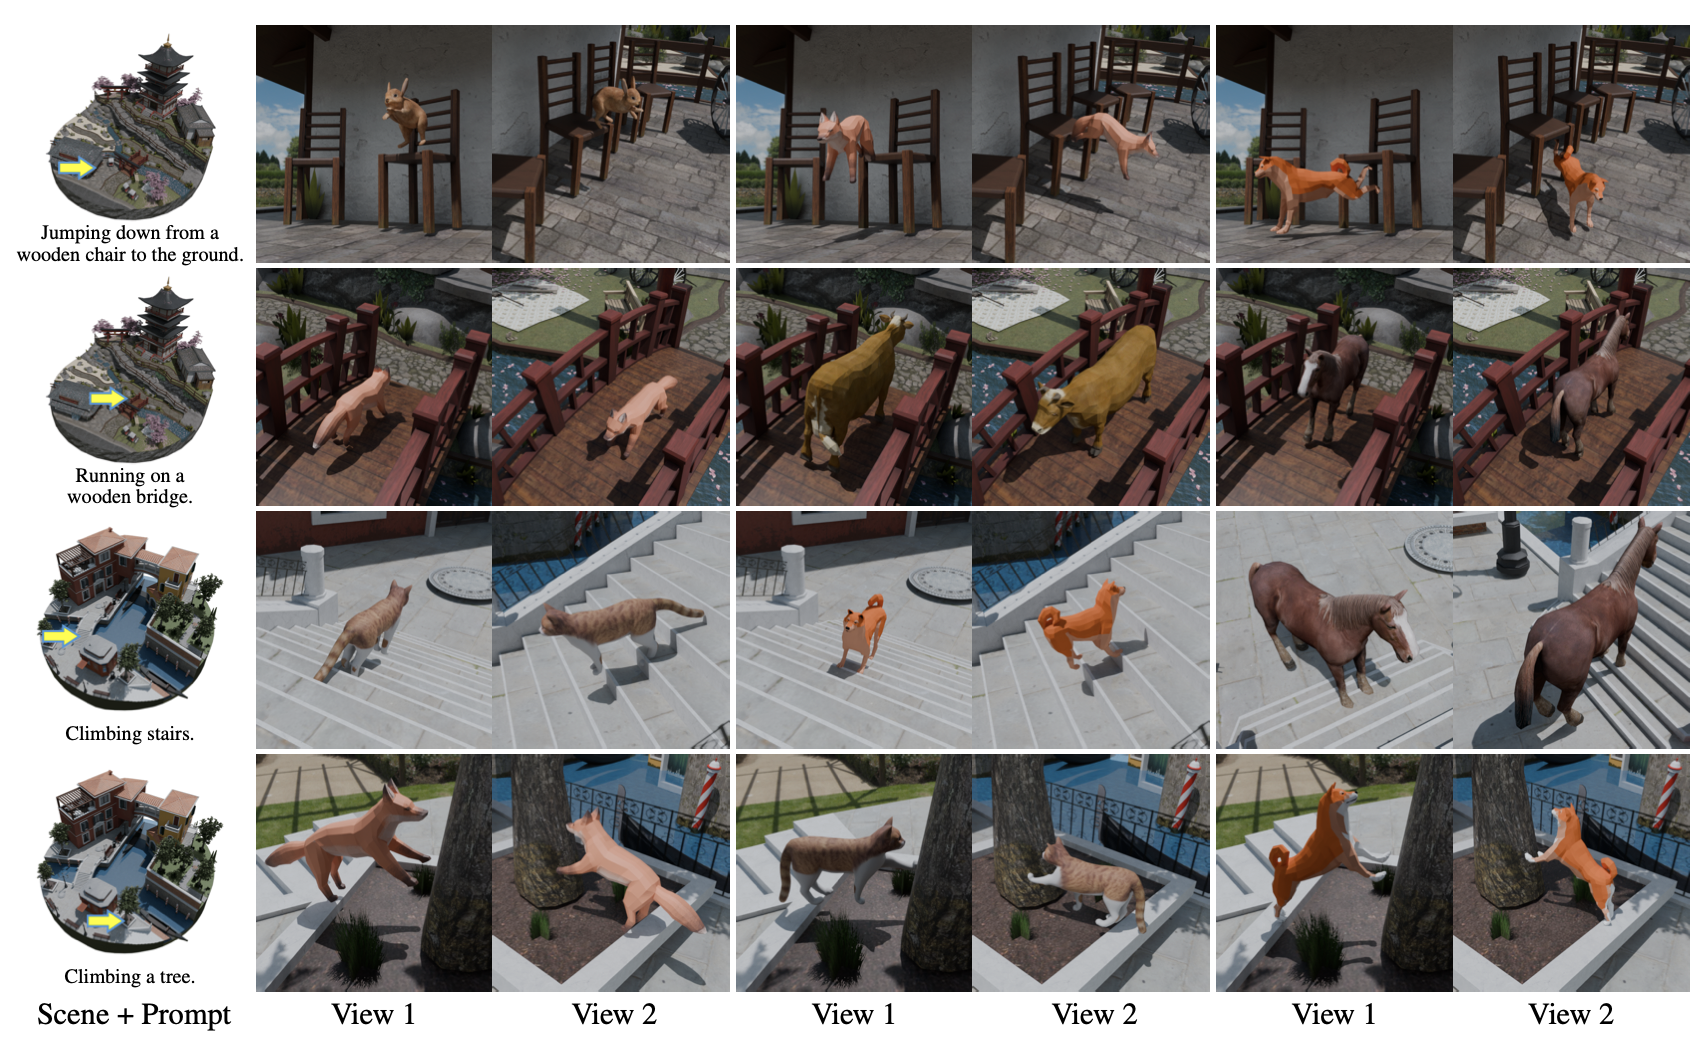 Jumping down from a
wooden chair to the ground.
Running on a
wooden bridge.
Climbing stairs.
Climbing a tree.
Scene + Prompt
View 1
View 2
View 1
View 2
View 1
View 2